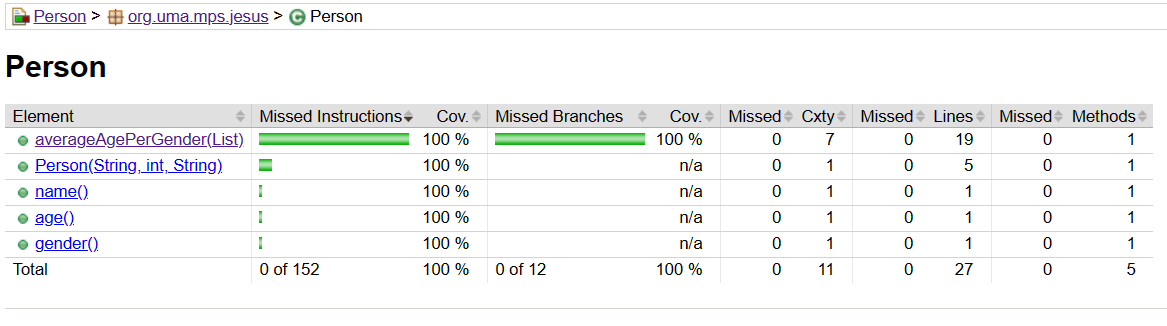 Person > org.uma.mps.jesus > Person
Person
Element Missed Instructions Cov. Missed Branches Cov. Missed Cxty Missed Lines Missed Methods
averageAgePerGender(List) 100 % 100 % 0 7 0 19 0 1
Person(String, int, String) 100 % n/a 0 1 0 5 0 1
name() 100 % n/a 0 1 0 1 0 1
age() 100 % n/a 0 1 0 1 0 1
gender() 100 % n/a 0 1 0 1 0 1
Total 0 of 152 100 % 0 of 12 100 % 0 11 0 27 0 5